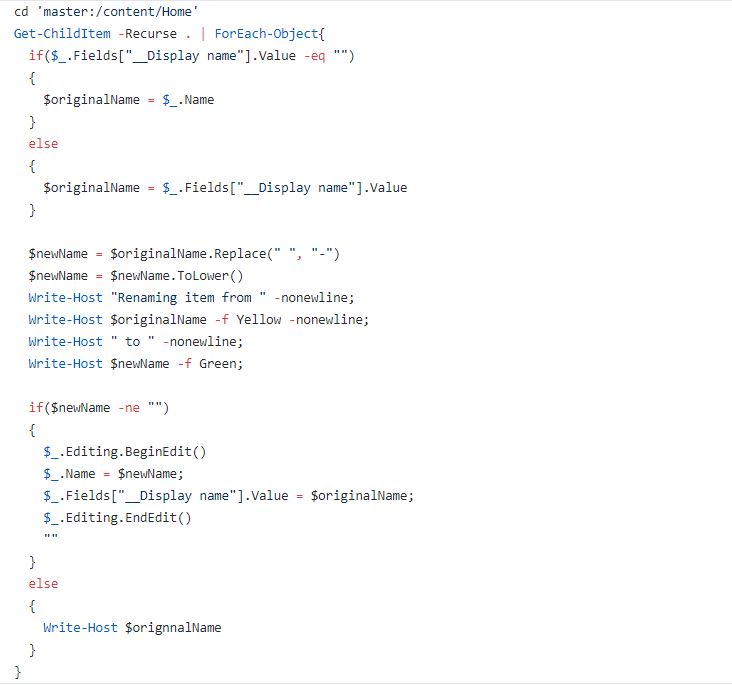 cd 'master:/content/Home'
Get-ChildItem -Recurse . | ForEach-Object{
if($_.Fields["__Display name"].Value -eq "")
{
$originalName = $_.Name
}
else
{
$originalName = $_.Fields["__Display name"].Value
}
$newName = $originalName.Replace(" ", "-")
$newName = $newName.ToLower()
Write-Host "Renaming item from " -nonewline;
Write-Host $originalName -f Yellow -nonewline;
Write-Host " to " -nonewline;
Write-Host $newName -f Green;
if($newName -ne "")
{
$_.Editing.BeginEdit()
$_.Name = $newName;
$_.Fields["__Display name"].Value = $originalName;
$_.Editing.EndEdit()
""
}
else
{
Write-Host $orignnalName
}
}